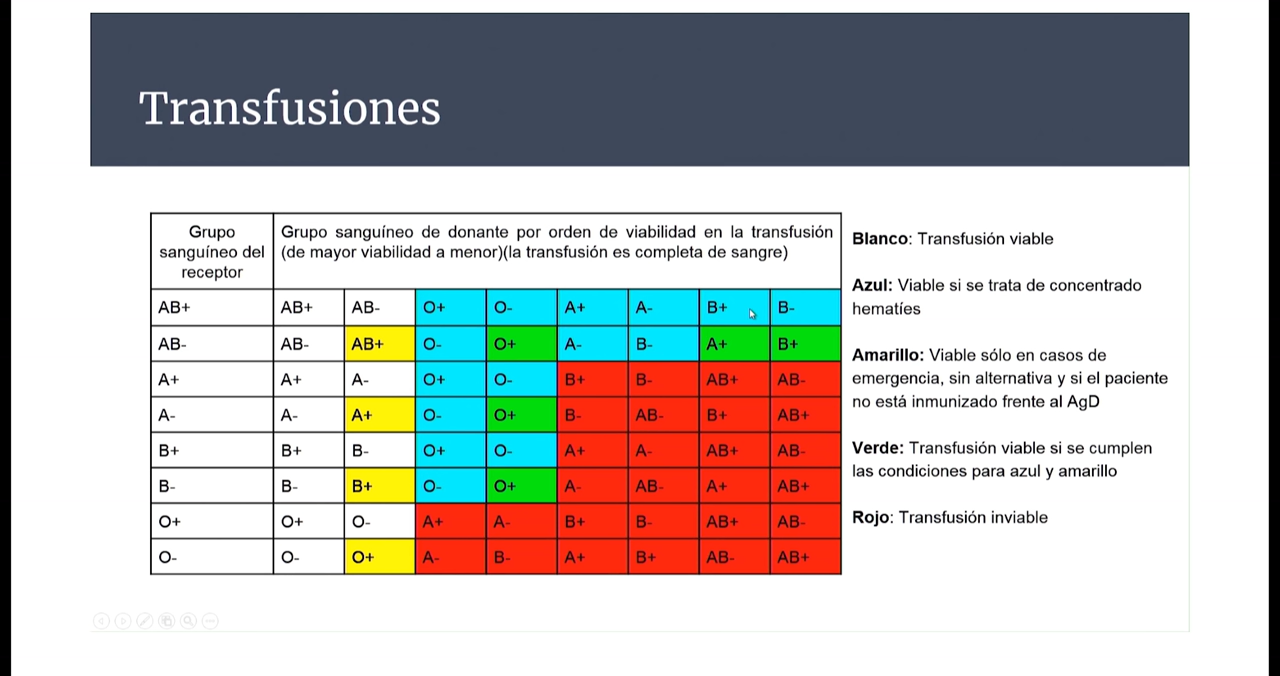 Transfusiones
Grupo
sanguíneo del
receptor
Grupo sanguíneo de donante por orden de viabilidad en la transfusión
(de mayor viabilidad a menor)(la transfusión es completa de sangre)
AB+ AB+ AB- O+ O- A+ A- B+ B-
AB- AB- AB+ O- O+ A- B- A+ B+
A+ A+ A- O+ O- B+ B- AB+ AB-
A- A- A+ O- O+ B- AB- B+ AB+
B+ B+ B- O+ O- A+ A- AB+ AB-
B- B- B+ O- O+ A- AB- A+ AB+
O+ O+ O- A+ A- B+ B- AB+ AB-
O- O- O+ A- B- A+ B+ AB- AB+
Blanco: Transfusión viable
Azul: Viable si se trata de concentrado
hematíes
Amarillo: Viable sólo en casos de
emergencia, sin alternativa y si el paciente
no está inmunizado frente al AgD
Verde: Transfusión viable si se cumplen
las condiciones para azul y amarillo
Rojo: Transfusión inviable